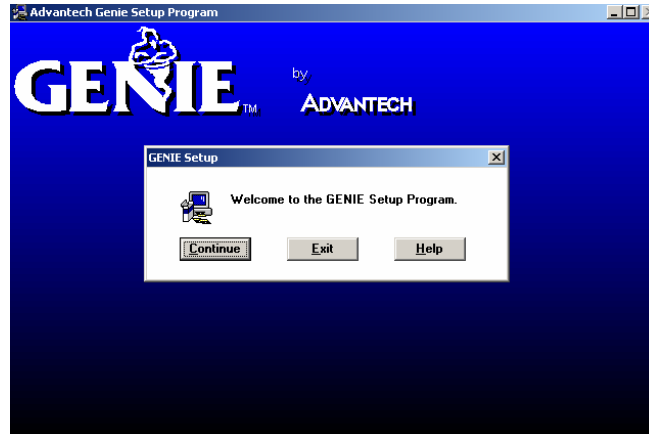 Advantech Genie Setup Program
GENIE TM
by
ADVANTECH
GENIE Setup
Welcome to the GENIE Setup Program.
Continue Exit Help